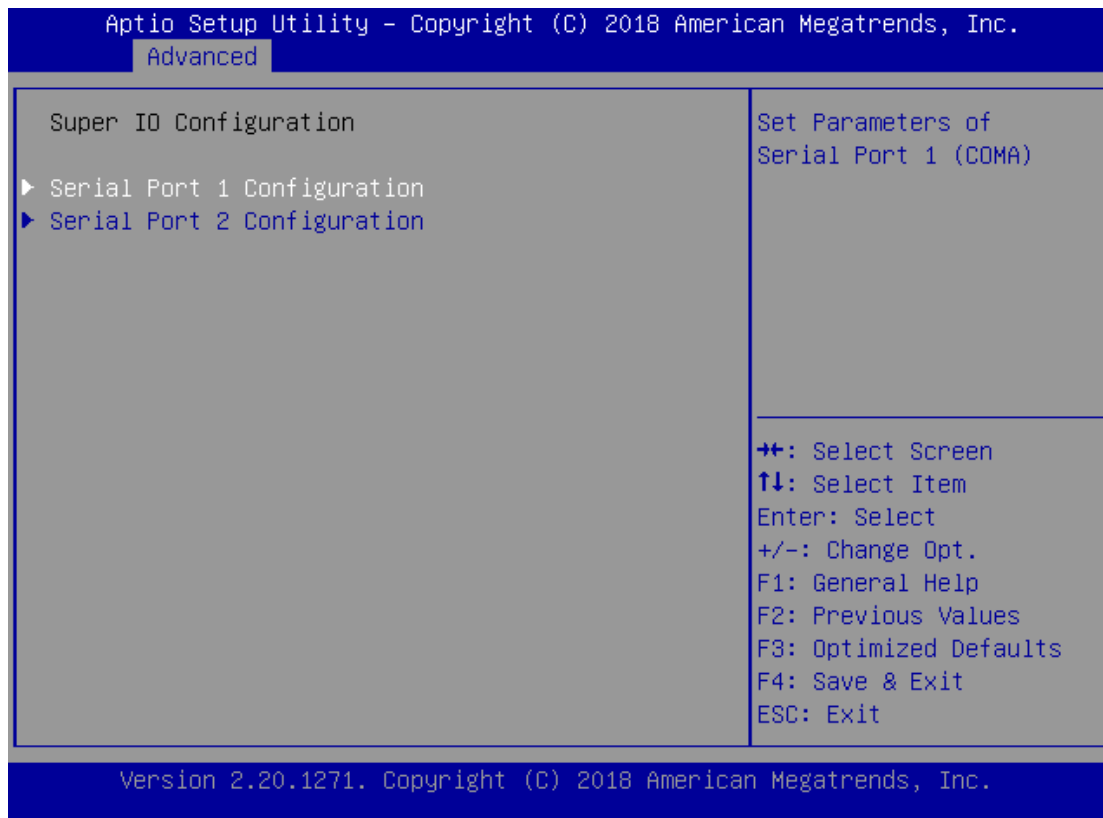 Aptio Setup Utility – Copyright (C) 2018 American Megatrends, Inc.
Advanced
Super IO Configuration
▶ Serial Port 1 Configuration
▶ Serial Port 2 Configuration
Set Parameters of
Serial Port 1 (COMA)
→←: Select Screen
↑↓: Select Item
Enter: Select
+/-: Change Opt.
F1: General Help
F2: Previous Values
F3: Optimized Defaults
F4: Save & Exit
ESC: Exit
Version 2.20.1271. Copyright (C) 2018 American Megatrends, Inc.